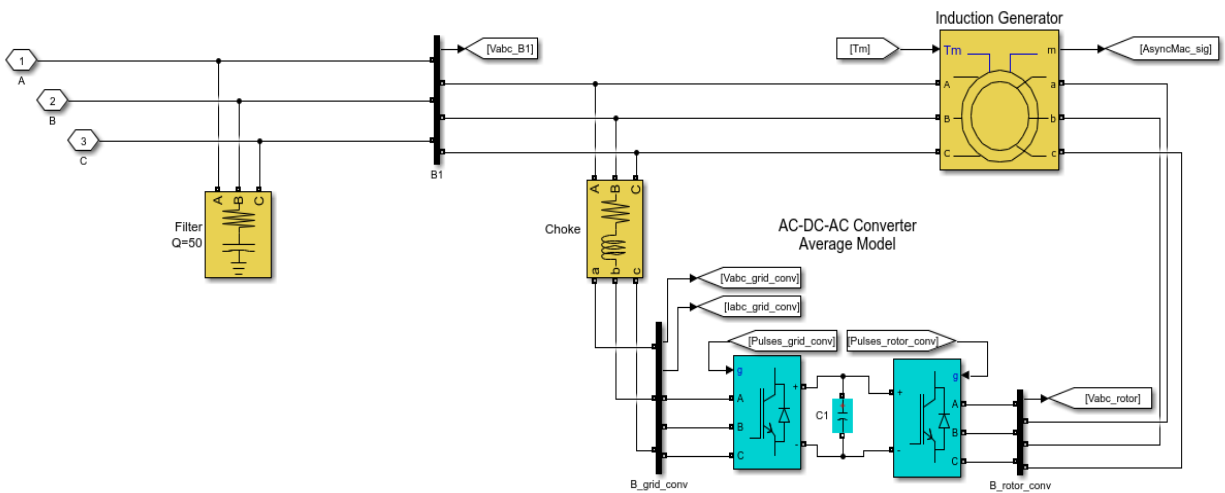 Induction Generator
[Vabc_B1]
[Tm]
Tm
m
[AsyncMac_sig]
1
A
2
B
3
C
A
B
C
a
b
c
B1
A
B
C
Filter
Q=50
A
B
C
Choke
a
b
c
AC-DC-AC Converter
Average Model
[Vabc_grid_conv]
[Iabc_grid_conv]
[Pulses_grid_conv]
[Pulses_rotor_conv]
g
A
B
C
+
-
C1
+
-
g
A
B
C
[Vabc_rotor]
B_grid_conv
B_rotor_conv